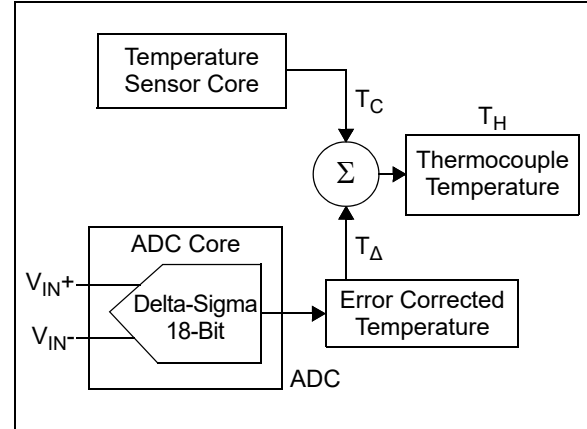 Temperature
Sensor Core
T_C
T_H
Σ
Thermocouple
Temperature
ADC Core
T_Δ
V_IN+
Delta-Sigma
18-Bit
V_IN-
Error Corrected
Temperature
ADC